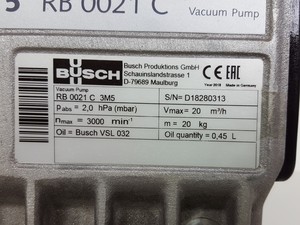 5 RB 0021 C Vacuum Pump
BUSCH
Busch Produktions GmbH
Schauinslandstrasse 1
D-79689 Maulburg
CE EAC
Year 2018 Made in Germany
Vacuum Pump
RB 0021 C 3M5 S/N= D18280313
pabs = 2,0 hPa (mbar) Vmax = 20 m³/h
nmax = 3000 min⁻¹ m = 20 kg
Oil = Busch VSL 032 Oil quantity = 0,45 L